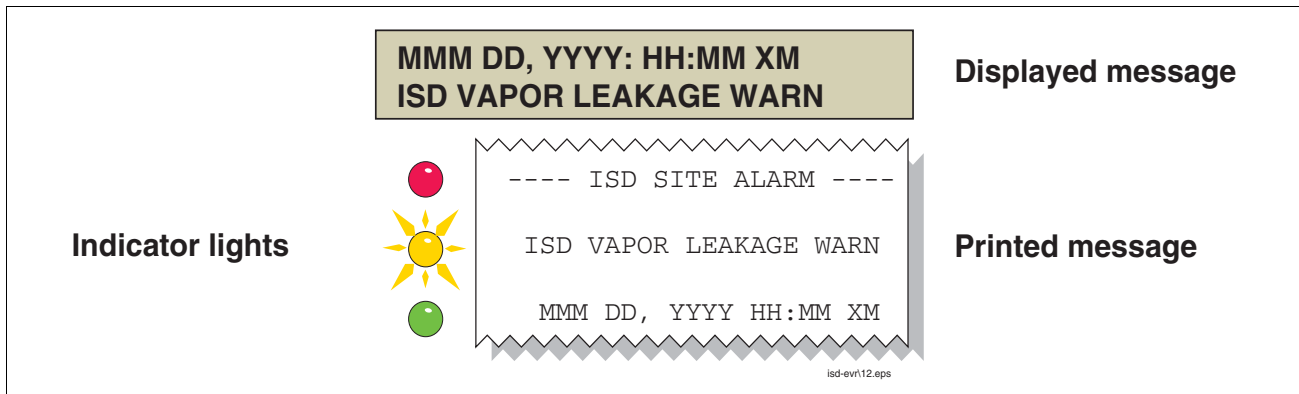 MMM DD, YYYY: HH:MM XM
ISD VAPOR LEAKAGE WARN
Displayed message
---- ISD SITE ALARM ----
Indicator lights
ISD VAPOR LEAKAGE WARN
Printed message
MMM DD, YYYY HH:MM XM
isd-evr\12.eps